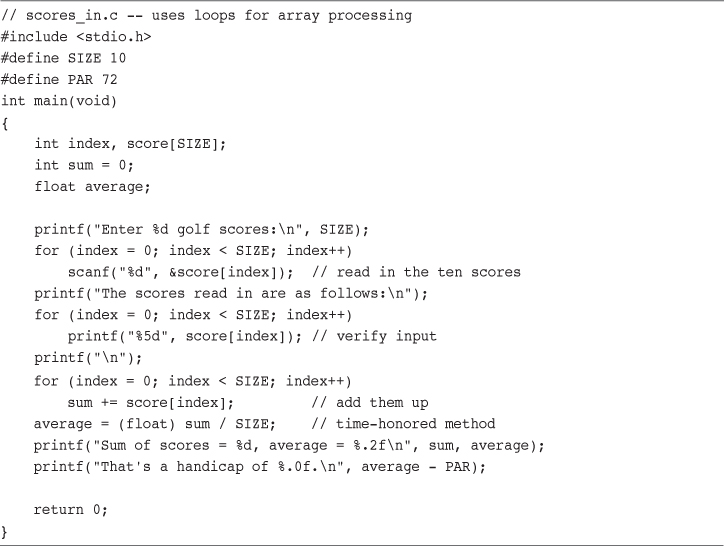 // scores_in.c -- uses loops for array processing
#include <stdio.h>
#define SIZE 10
#define PAR 72
int main(void)
{
    int index, score[SIZE];
    int sum = 0;
    float average;

    printf("Enter %d golf scores:\n", SIZE);
    for (index = 0; index < SIZE; index++)
        scanf("%d", &score[index]);  // read in the ten scores
    printf("The scores read in are as follows:\n");
    for (index = 0; index < SIZE; index++)
        printf("%5d", score[index]); // verify input
    printf("\n");
    for (index = 0; index < SIZE; index++)
        sum += score[index];         // add them up
    average = (float) sum / SIZE;    // time-honored method
    printf("Sum of scores = %d, average = %.2f\n", sum, average);
    printf("That's a handicap of %.0f.\n", average - PAR);

    return 0;
}